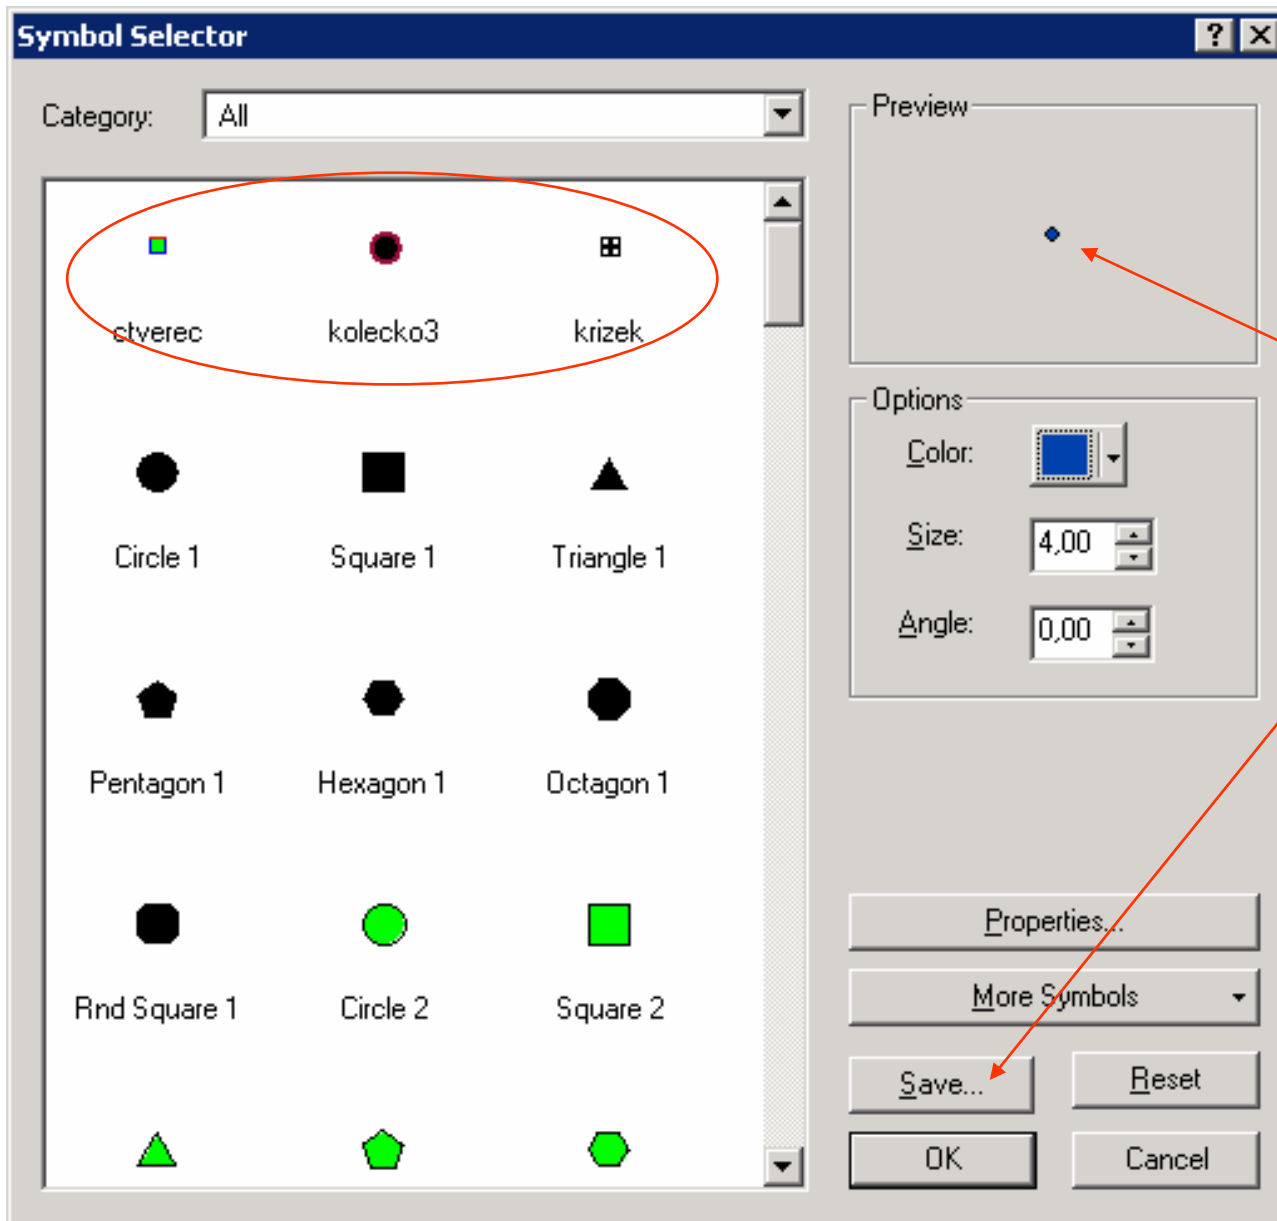 Symbol Selector
Category: All
ctverec kolecko3 krizek
Circle 1 Square 1 Triangle 1
Pentagon 1 Hexagon 1 Octagon 1
Rnd Square 1 Circle 2 Square 2
Preview
Options
Color:
Size: 4,00
Angle: 0,00
Properties...
More Symbols
Save... Reset
OK Cancel